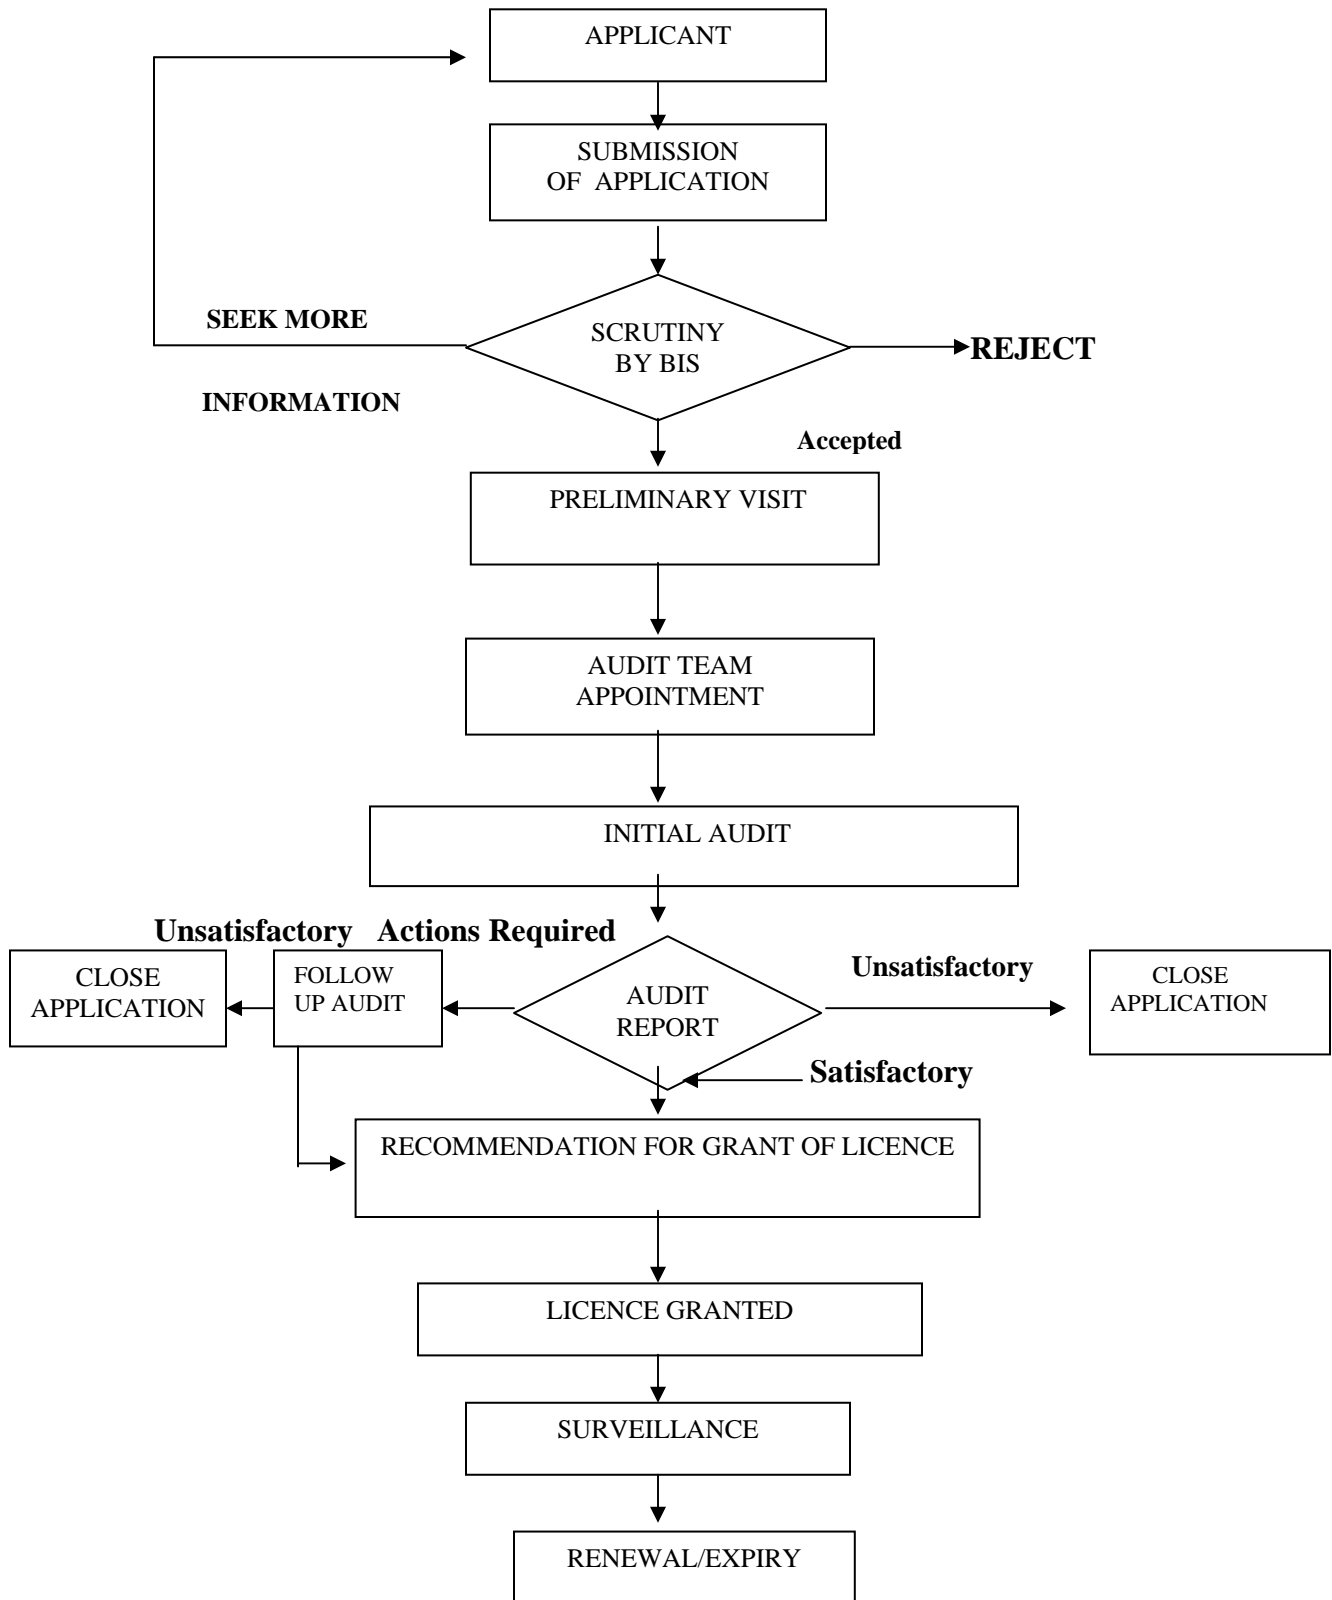 APPLICANT
SUBMISSION
OF APPLICATION
SEEK MORE
SCRUTINY
BY BIS
REJECT
INFORMATION
Accepted
PRELIMINARY VISIT
AUDIT TEAM
APPOINTMENT
INITIAL AUDIT
Unsatisfactory Actions Required
CLOSE
APPLICATION
FOLLOW
UP AUDIT
AUDIT
REPORT
Unsatisfactory
CLOSE
APPLICATION
Satisfactory
RECOMMENDATION FOR GRANT OF LICENCE
LICENCE GRANTED
SURVEILLANCE
RENEWAL/EXPIRY